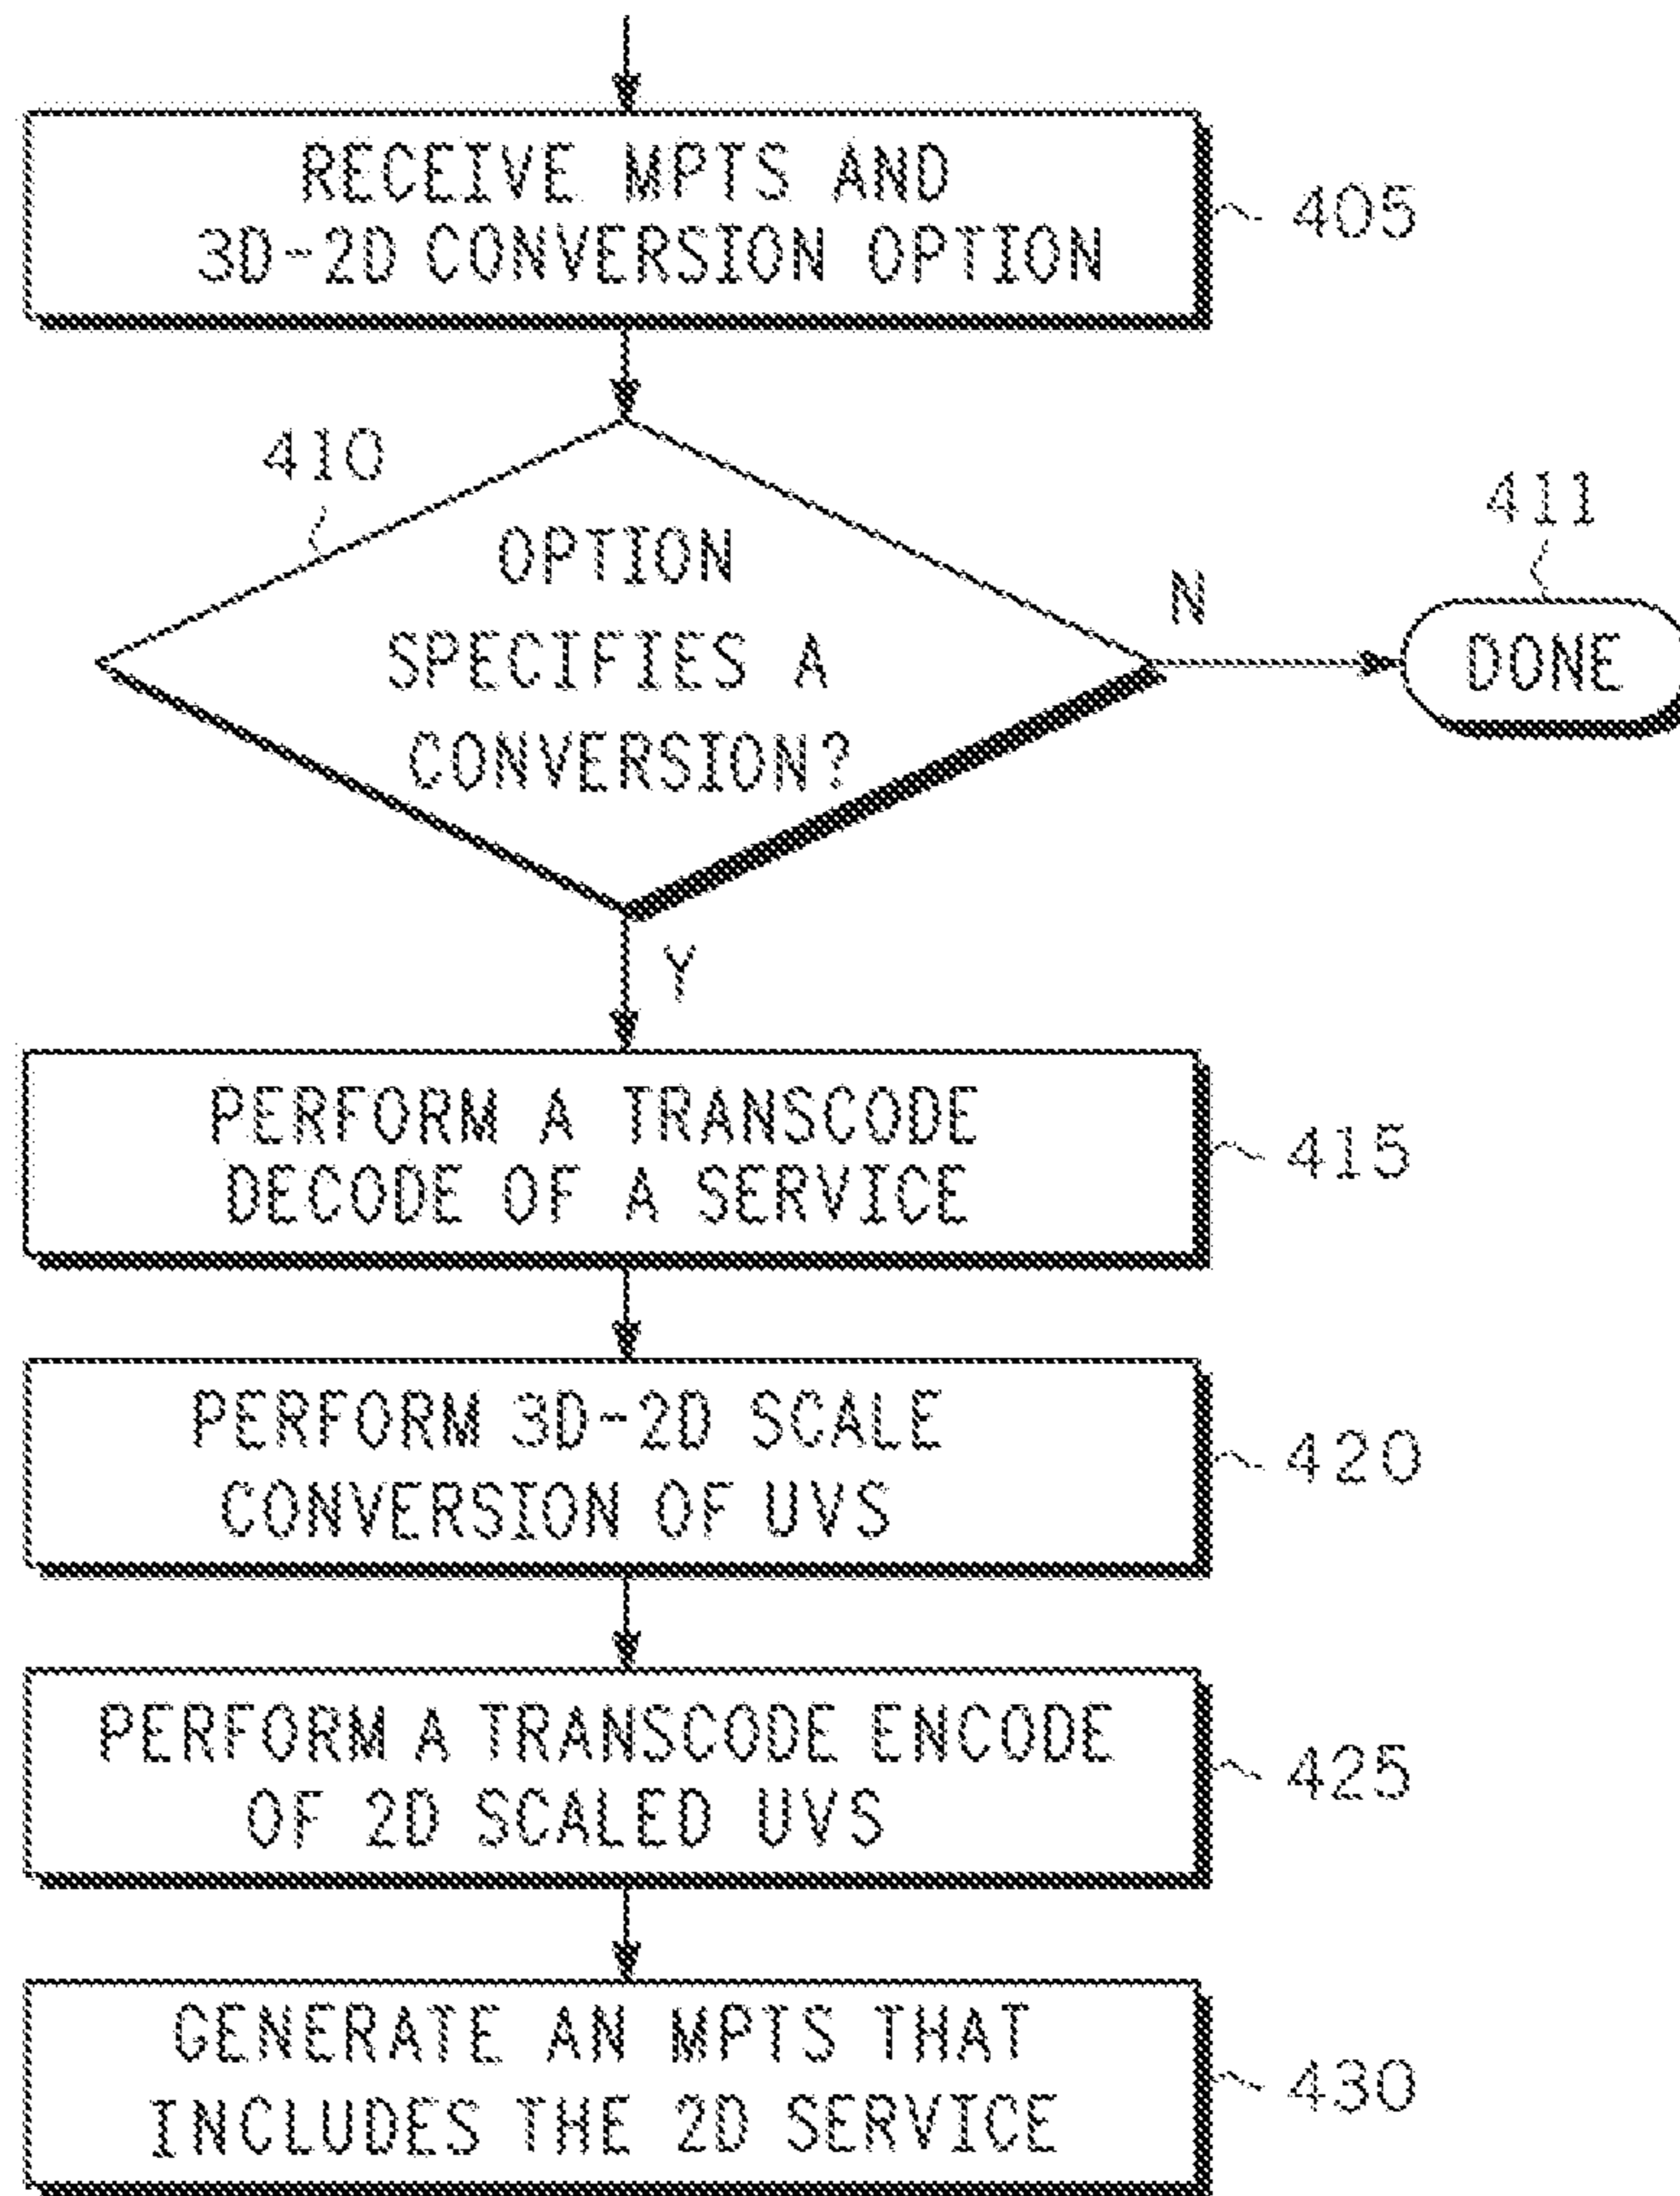 RECEIVE MPTS AND
3D-2D CONVERSION OPTION
405
410
OPTION
SPECIFIES A
CONVERSION?
N
411
DONE
Y
PERFORM A TRANSCODE
DECODE OF A SERVICE
415
PERFORM 3D-2D SCALE
CONVERSION OF UVS
420
PERFORM A TRANSCODE ENCODE
OF 2D SCALED UVS
425
GENERATE AN MPTS THAT
INCLUDES THE 2D SERVICE
430